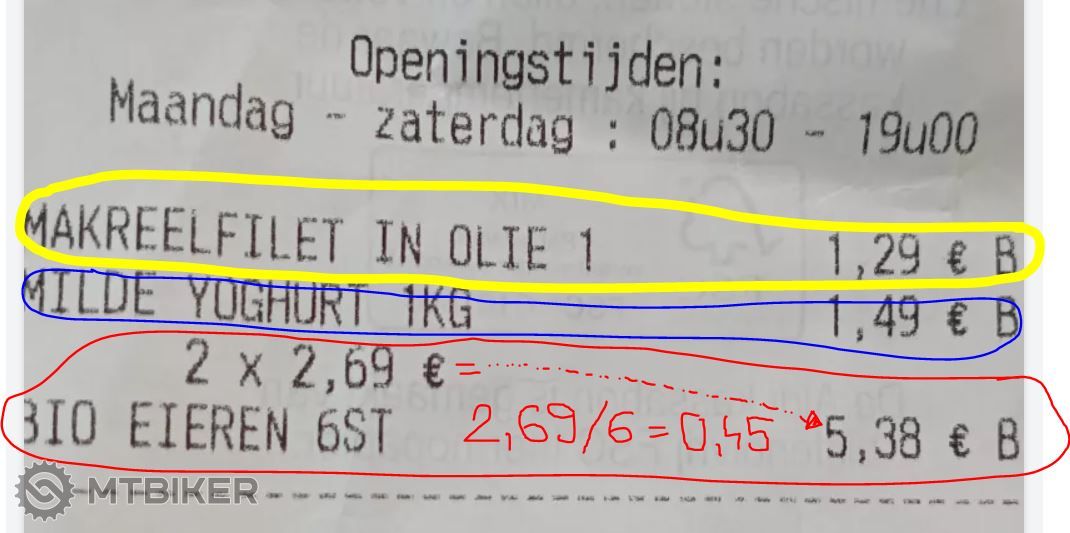 Openingstijden:
Maandag - zaterdag : 08u30 - 19u00
MAKREELFILET IN OLIE 1 1,29 € B
MILDE YOGHURT 1KG 1,49 € B
2 x 2,69 € =
BIO EIEREN 6ST 2,69/6=0,45 5,38 € B
MTBIKER